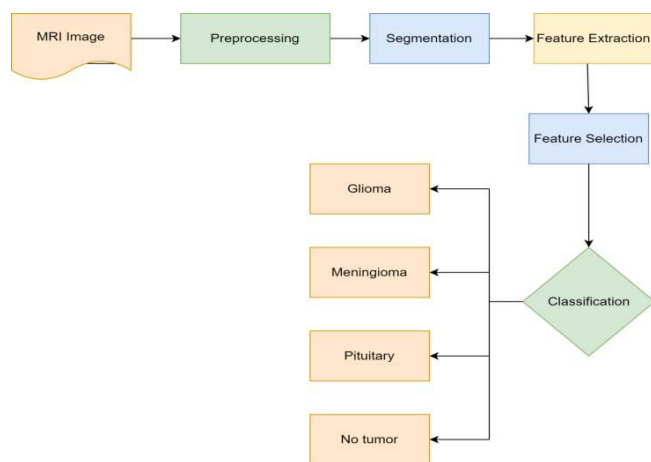 MRI Image
Preprocessing
Segmentation
Feature Extraction
Feature Selection
Glioma
Meningioma
Classification
Pituitary
No tumor